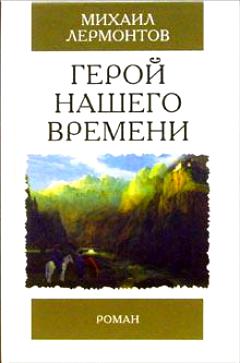 МИХАИЛ
ЛЕРМОНТОВ
ГЕРОЙ
НАШЕГО
ВРЕМЕНИ
РОМАН